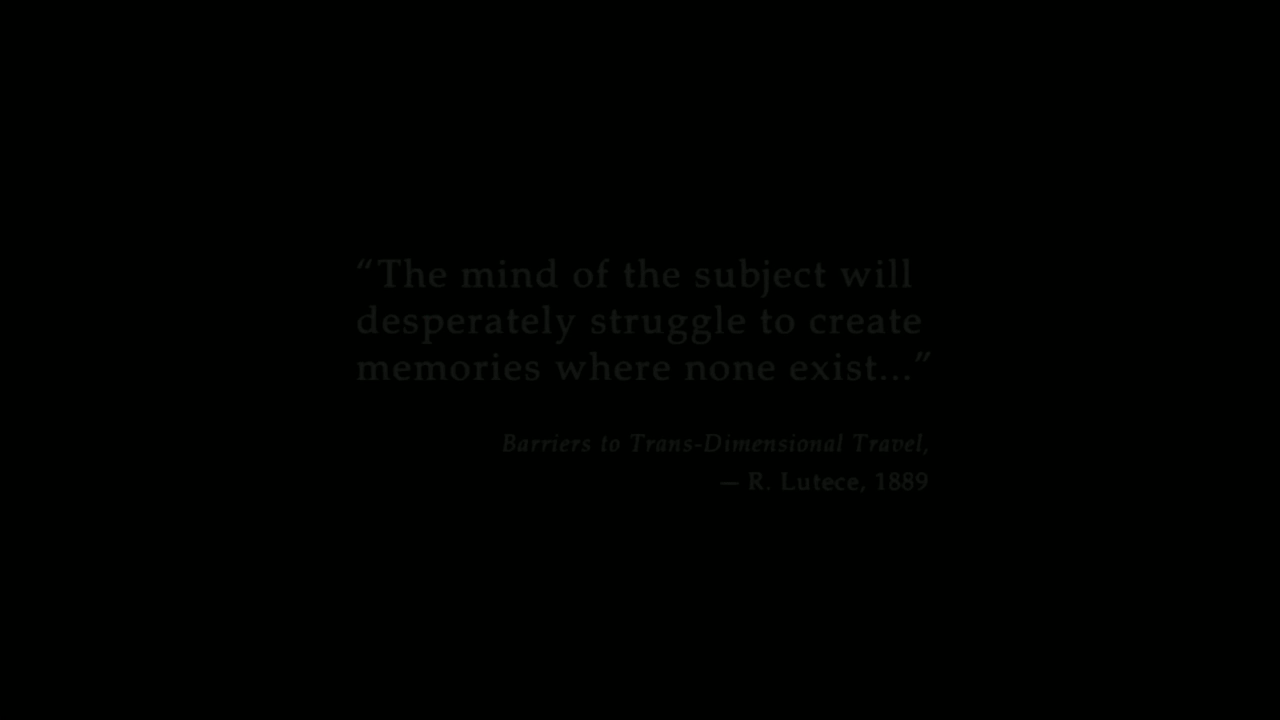 “The mind of the subject will
desperately struggle to create
memories where none exist...”
Barriers to Trans-Dimensional Travel,
— R. Lutece, 1889